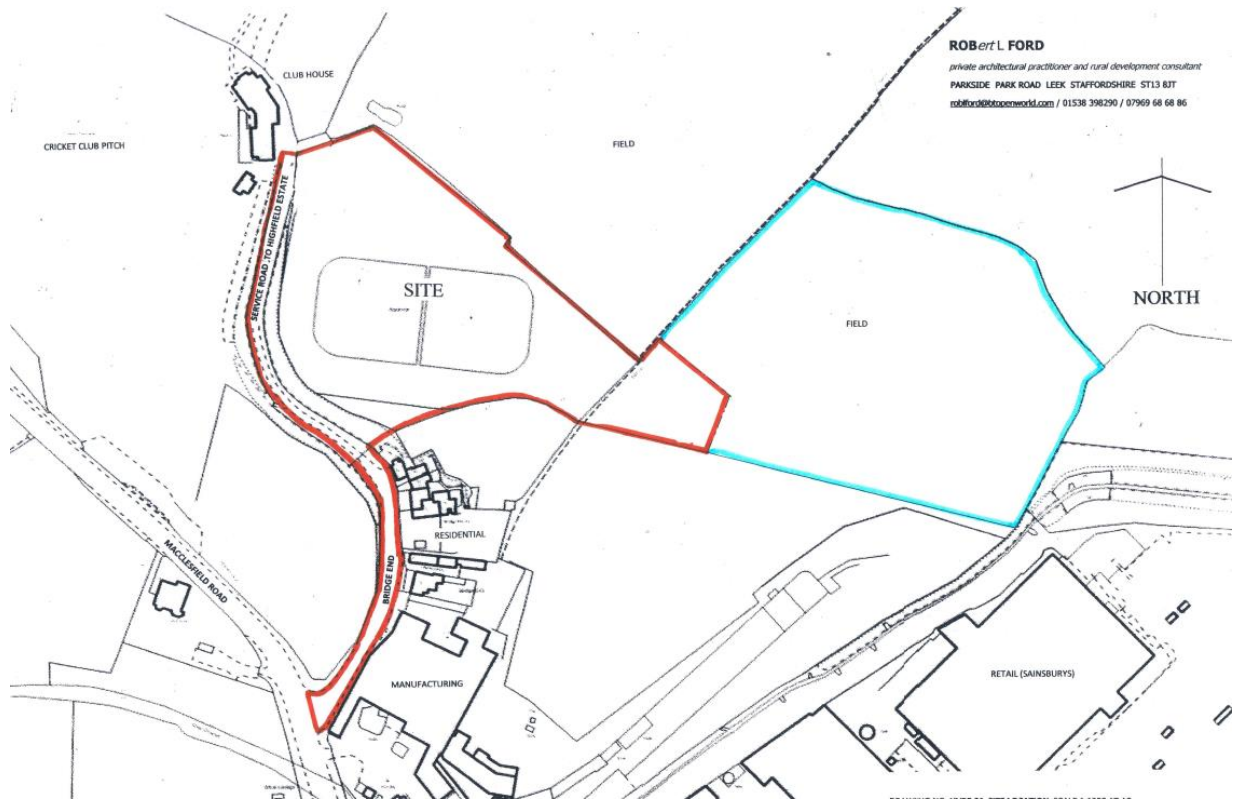 ROBert L FORD
private architectural practitioner and rural development consultant
PARKSIDE PARK ROAD LEEK STAFFORDSHIRE ST13 8JT
robIford@btopenworld.com / 01538 398290 / 07969 68 68 86
CLUB HOUSE
CRICKET CLUB PITCH
FIELD
SERVICE ROAD TO HIGHFIELD ESTATE
SITE
NORTH
FIELD
MACCLESFIELD ROAD
RESIDENTIAL
BRIDGE END
MANUFACTURING
RETAIL (SAINSBURYS)